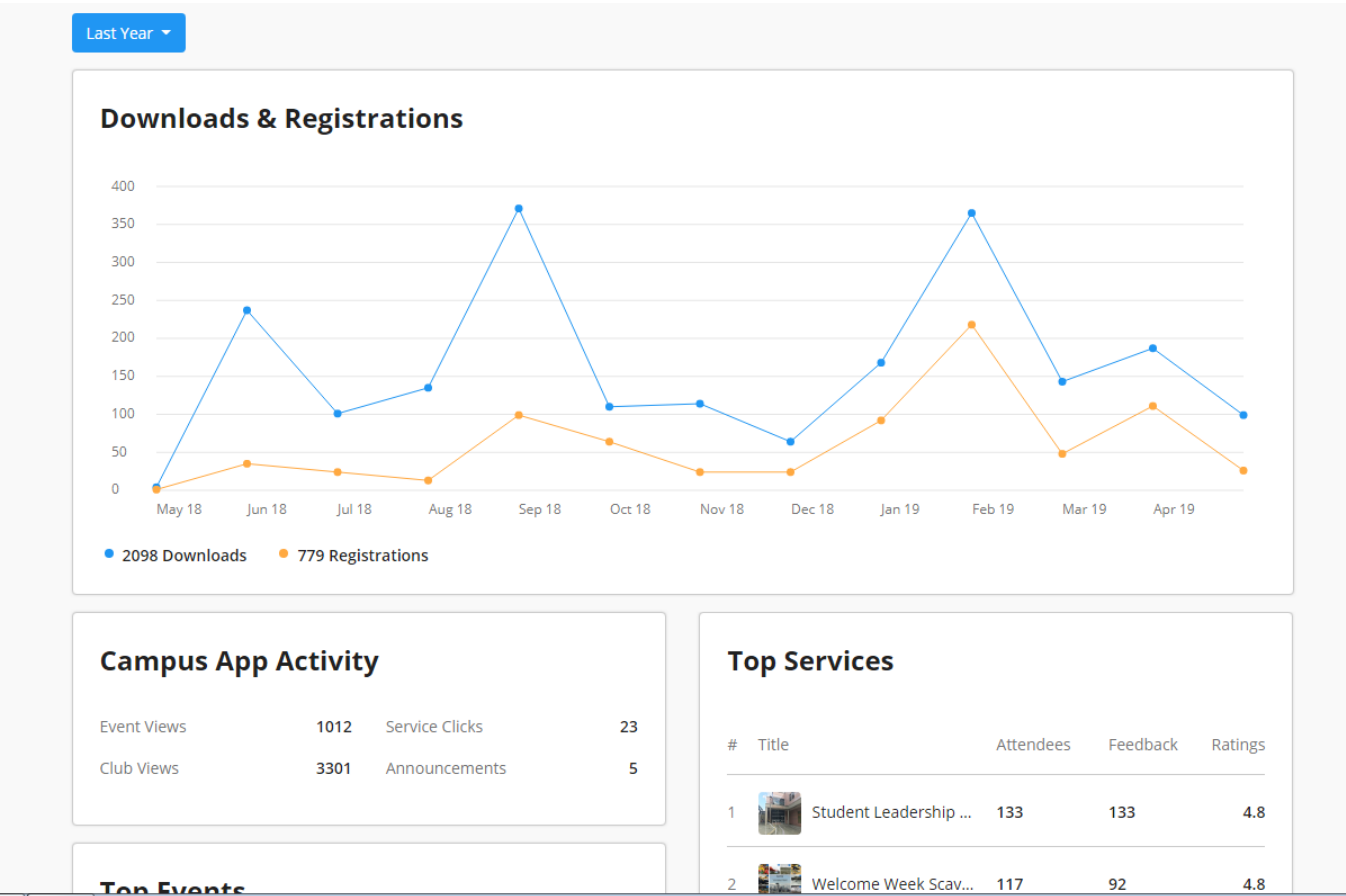 Last Year
Downloads & Registrations
400
350
300
250
200
150
100
50
0
May 18 Jun 18 Jul 18 Aug 18 Sep 18 Oct 18 Nov 18 Dec 18 Jan 19 Feb 19 Mar 19 Apr 19
2098 Downloads 779 Registrations
Campus App Activity
Event Views 1012 Service Clicks 23
Club Views 3301 Announcements 5
Top Events
Top Services
# Title Attendees Feedback Ratings
1 Student Leadership ... 133 133 4.8
2 Welcome Week Scav... 117 92 4.8